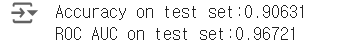 Accuracy on test set:0.90631
ROC AUC on test set:0.96721